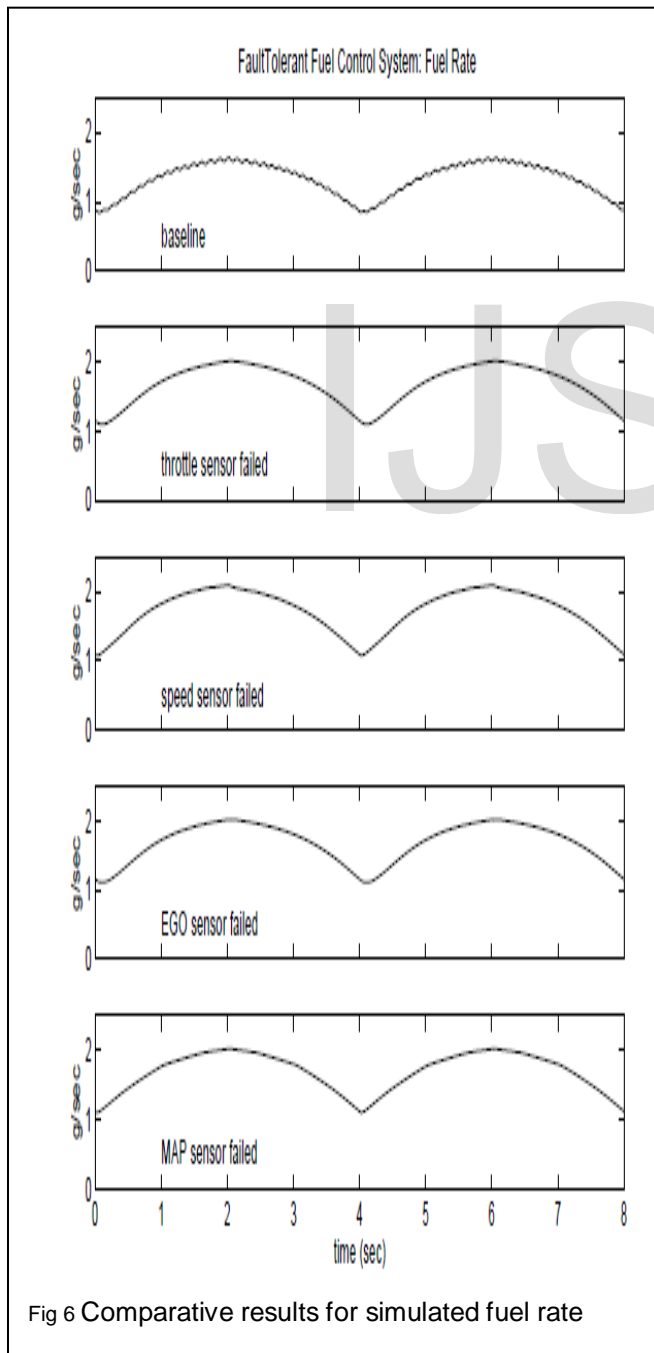 FaultTolerant Fuel Control System: Fuel Rate
2
1
0
g/sec
baseline
IJS
2
1
0
g/sec
throttle sensor failed
2
1
0
g/sec
speed sensor failed
2
1
0
g/sec
EGO sensor failed
2
1
0
g/sec
MAP sensor failed
0 1 2 3 4 5 6 7 8
time (sec)
Fig 6 Comparative results for simulated fuel rate